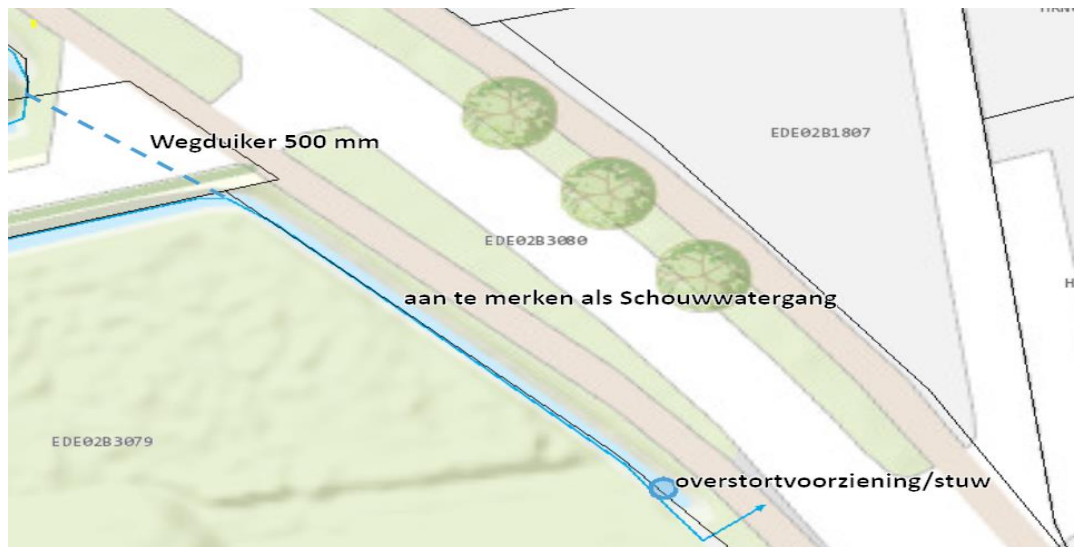 EDE02B1807
Wegduiker 500 mm
EDE02B3080
aan te merken als Schouwwatergang
EDE02B3079
overstortvoorziening/stuw